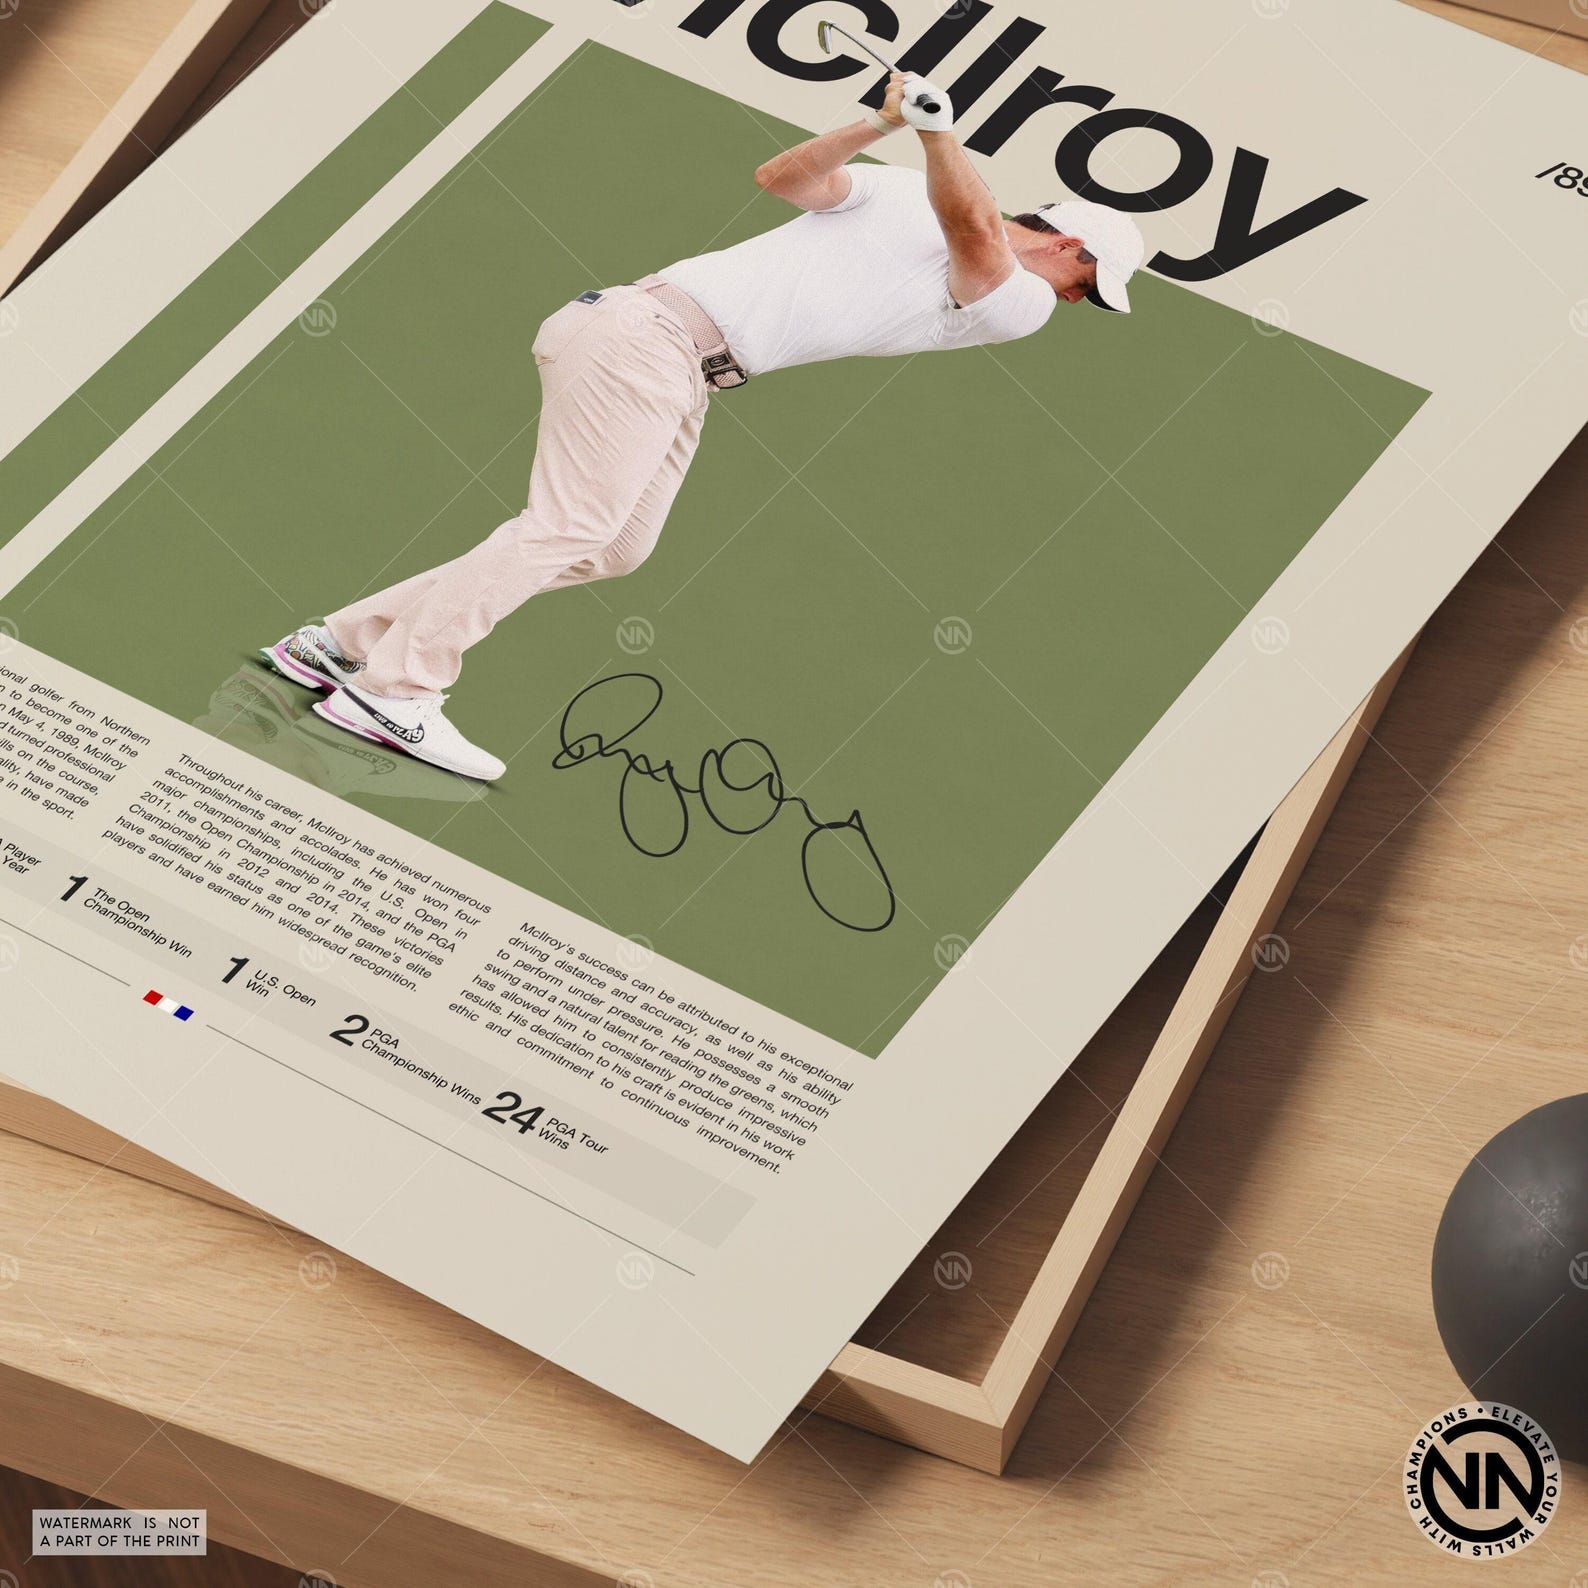 McIlroy
/89
golfer from Northern
to become one of the
May 4, 1989, McIlroy
turned professional
on the course,
have made
in the sport.
Throughout his career, McIlroy has achieved numerous
accomplishments and accolades. He has won four
major championships, including the U.S. Open in
2011, the Open Championship in 2014, and the PGA
Championship in 2012 and 2014. These victories
have solidified his status as one of the game's elite
players and have earned him widespread recognition.
McIlroy's success can be attributed to his exceptional
driving distance and accuracy, as well as his ability
to perform under pressure. He possesses a smooth
swing and a natural talent for reading the greens, which
has allowed him to consistently produce impressive
results. His dedication to his craft is evident in his work
ethic and commitment to continuous improvement.
Player
Year
1 The Open
Championship Win
1 U.S. Open
Win
2 PGA
Championship Wins
24 PGA Tour
Wins
WATERMARK IS NOT
A PART OF THE PRINT
ELEVATE YOUR WALLS WITH CHAMPIONS